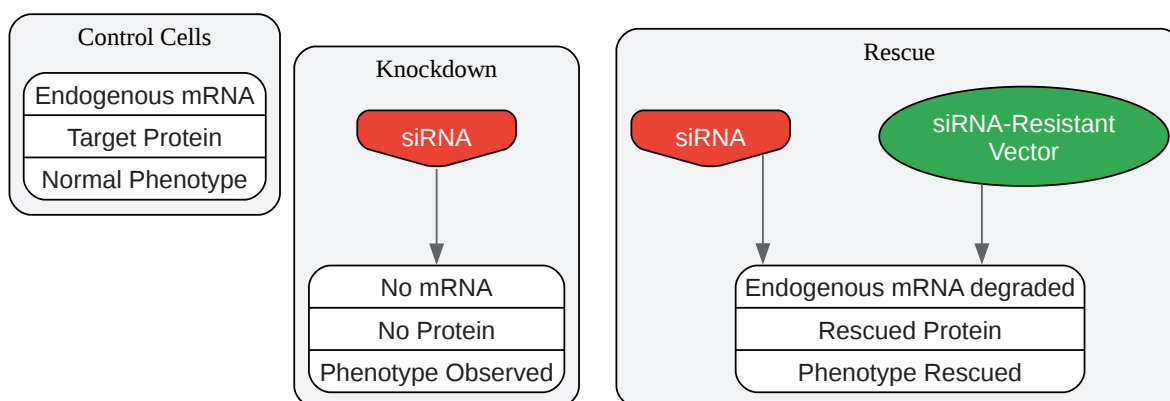 Control Cells
Endogenous mRNA
Target Protein
Normal Phenotype
Knockdown
siRNA
No mRNA
No Protein
Phenotype Observed
Rescue
siRNA
siRNA-Resistant
Vector
Endogenous mRNA degraded
Rescued Protein
Phenotype Rescued